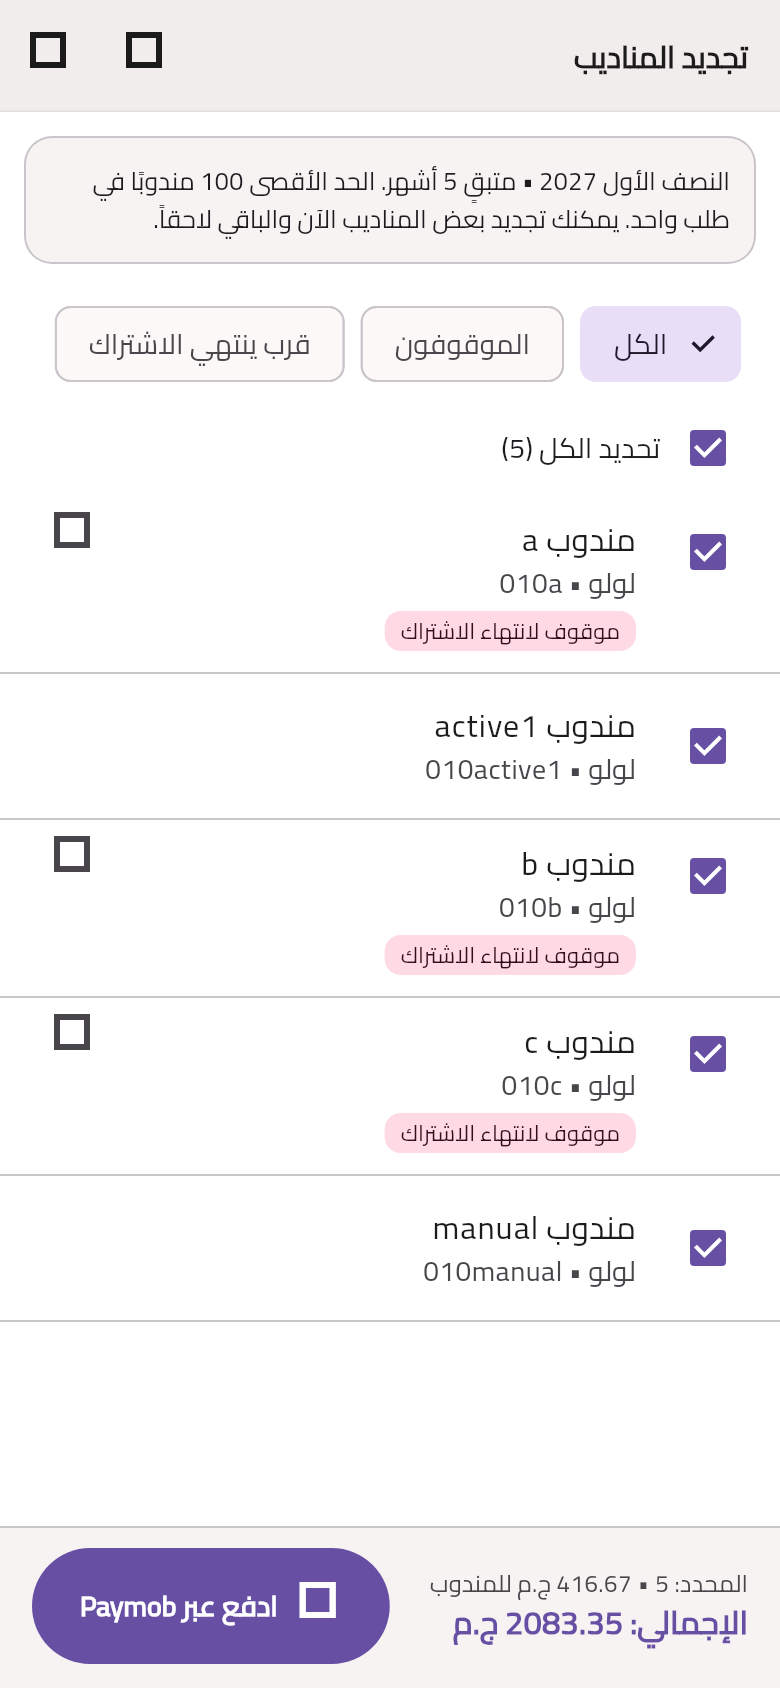 تجديد المناديب
النصف الأول 2027 • متبقٍ 5 أشهر. الحد الأقصى 100 مندوبًا في
طلب واحد. يمكنك تجديد بعض المناديب الآن والباقي لاحقاً.
الكل
الموقوفون
قرب ينتهي الاشتراك
تحديد الكل (5)
مندوب a
لولو • 010a
موقوف لانتهاء الاشتراك
مندوب active1
لولو • 010active1
مندوب b
لولو • 010b
موقوف لانتهاء الاشتراك
مندوب c
لولو • 010c
موقوف لانتهاء الاشتراك
مندوب manual
لولو • 010manual
المحدد: 5 • 416.67 ج.م للمندوب
الإجمالي: 2083.35 ج.م
ادفع عبر Paymob